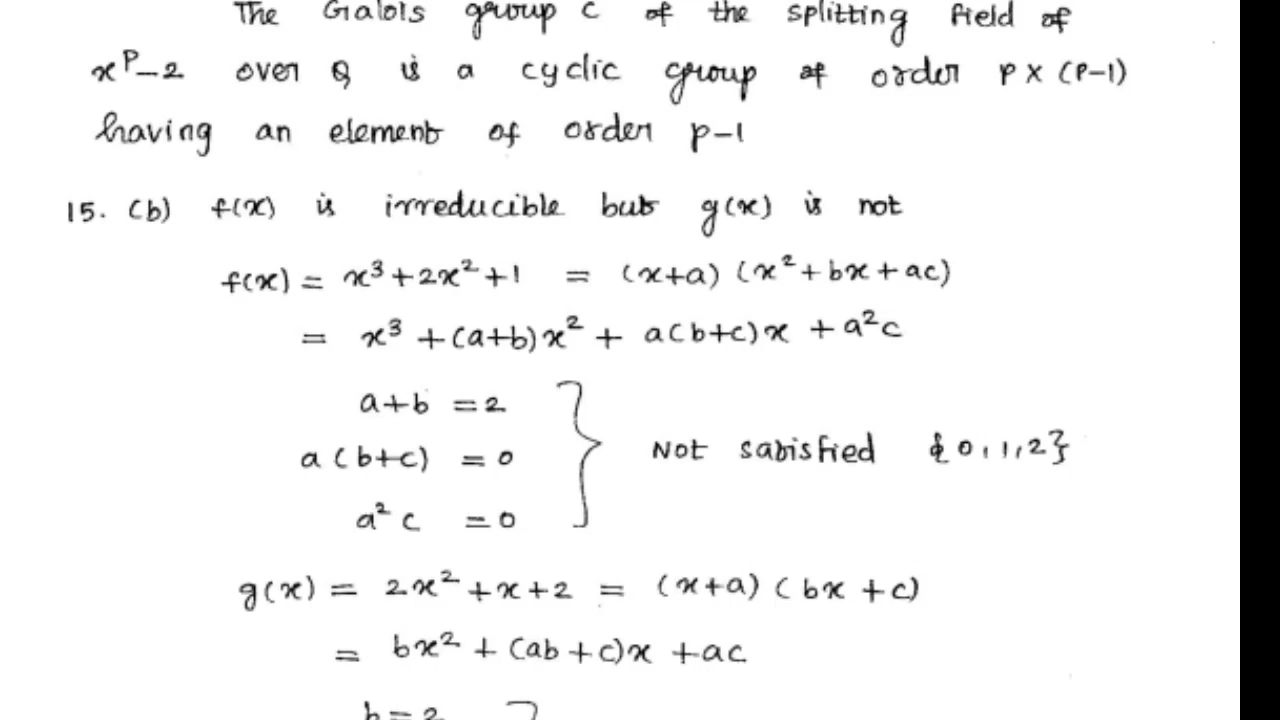 The Galois group C of the splitting field of
x^p - 2 over Q is a cyclic group of order p × (p-1)
having an element of order p-1
15. (b) f(x) is irreducible but g(x) is not
f(x) = x³ + 2x² + 1 = (x+a) (x² + bx + ac)
= x³ + (a+b)x² + a(b+c)x + a²c
a+b = 2
a(b+c) = 0
a²c = 0
Not satisfied {0,1,2}
g(x) = 2x² + x + 2 = (x+a) (bx + c)
= bx² + (ab + c)x + ac
b = 2